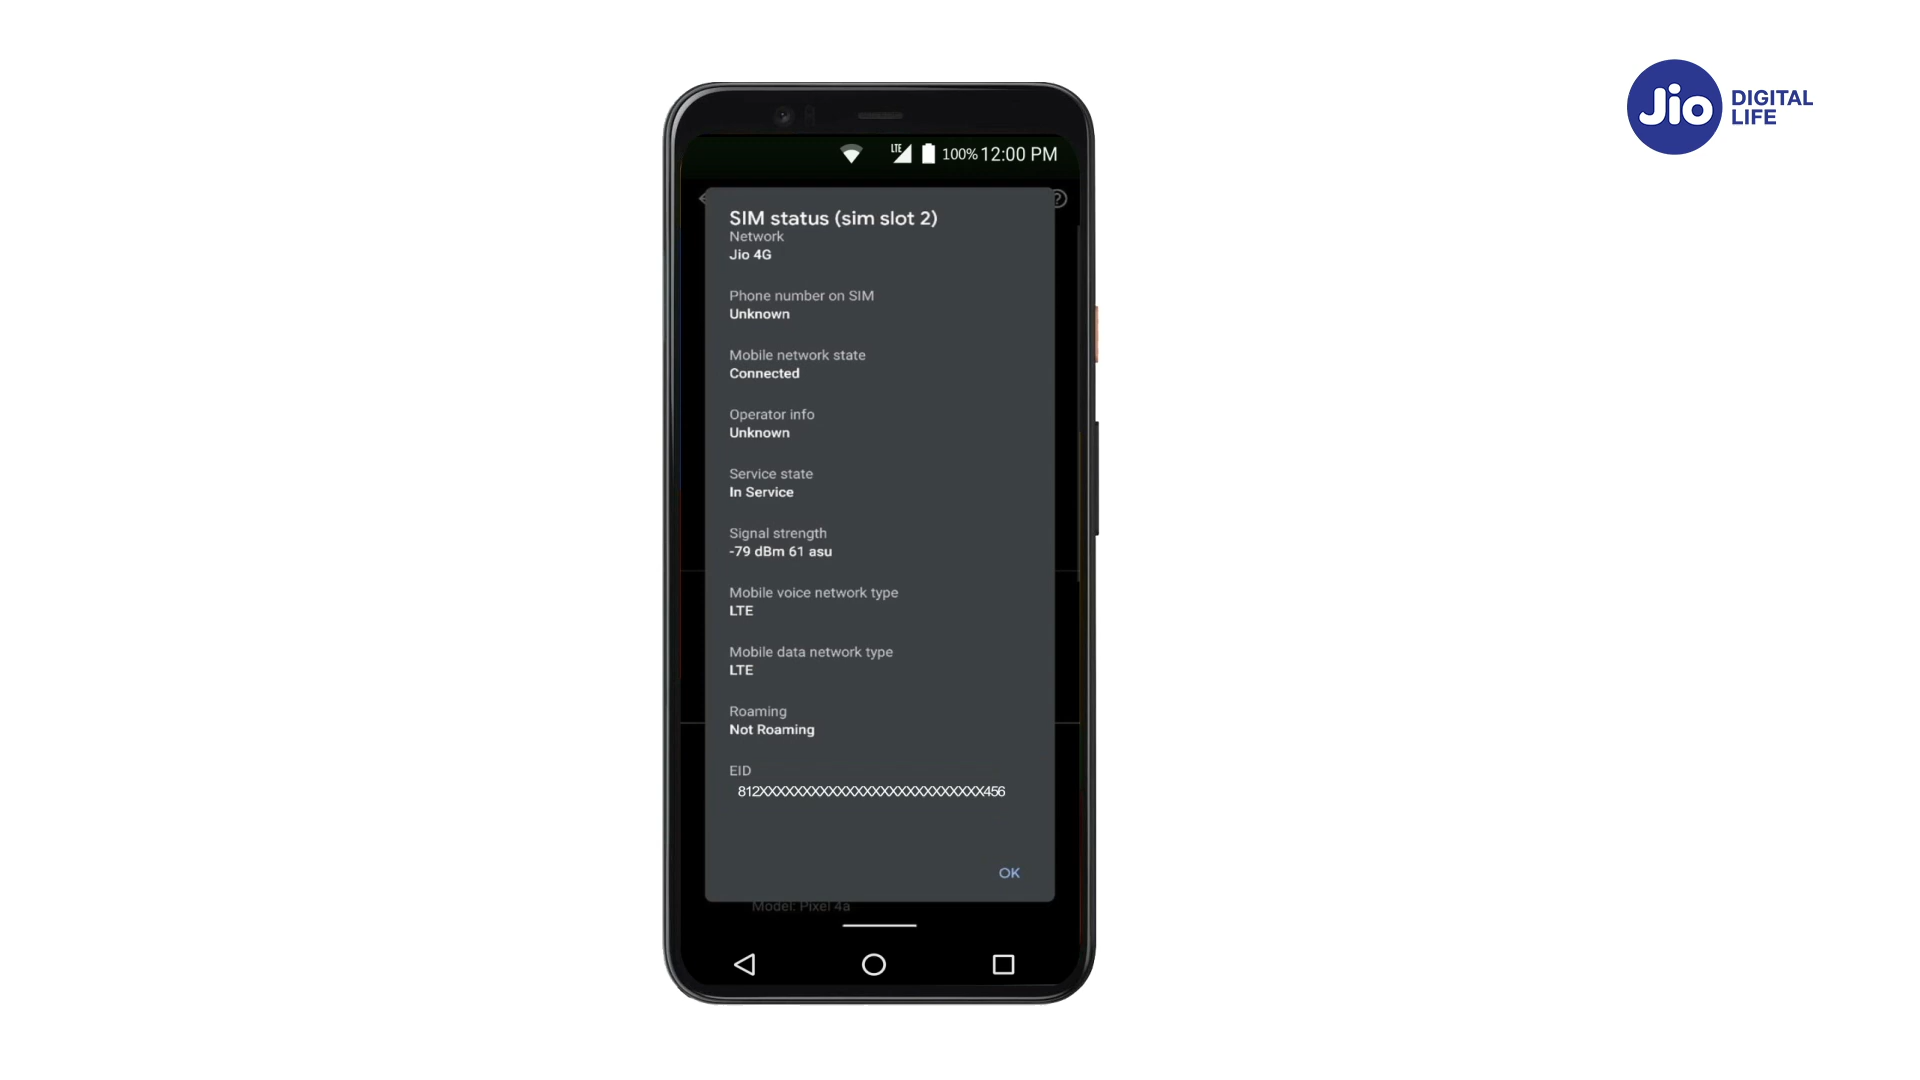 Jio DIGITAL
LIFE
LTE 100% 12:00 PM
SIM status (sim slot 2)
Network
Jio 4G
Phone number on SIM
Unknown
Mobile network state
Connected
Operator info
Unknown
Service state
In Service
Signal strength
-79 dBm 61 asu
Mobile voice network type
LTE
Mobile data network type
LTE
Roaming
Not Roaming
EID
812XXXXXXXXXXXXXXXXXXXXXXXXXX456
OK
Model: Pixel 4a